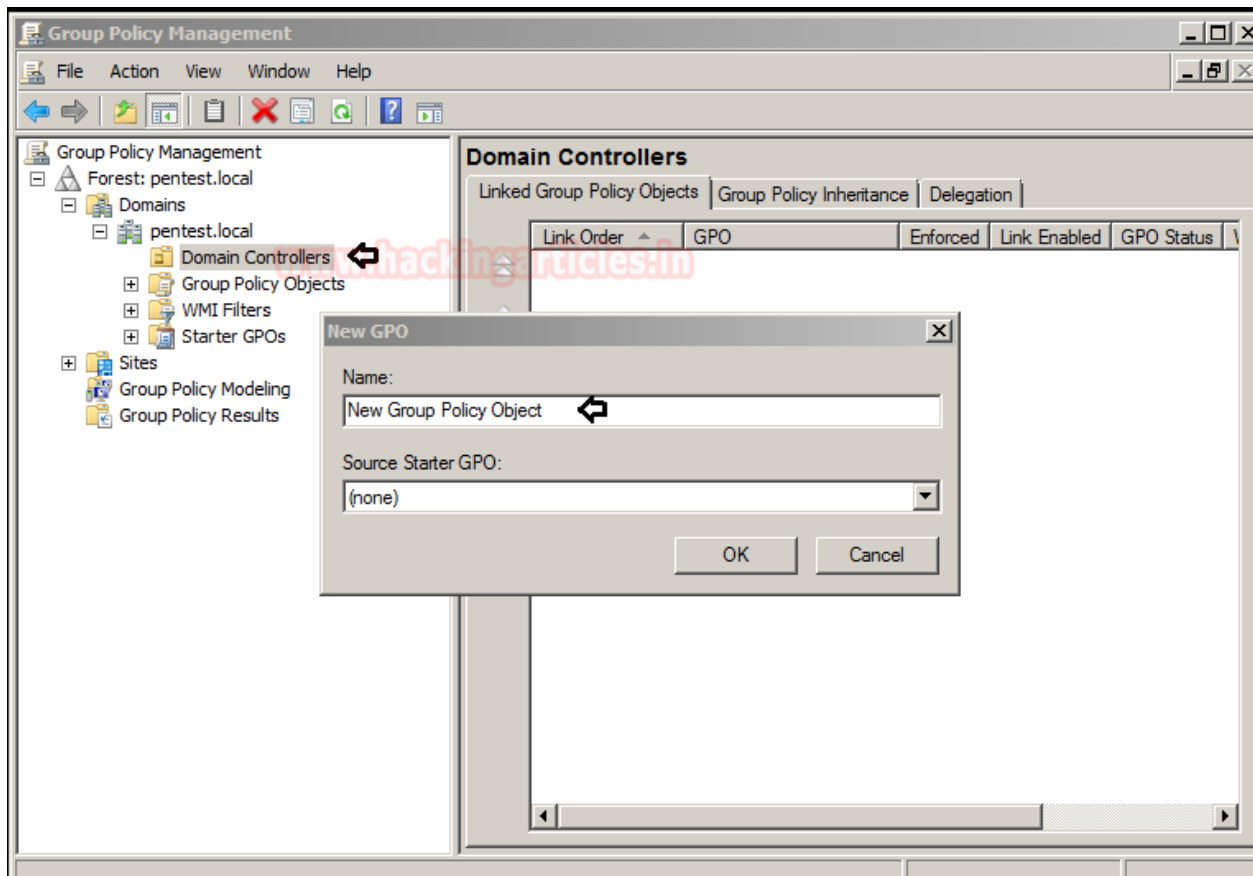 Group Policy Management
File Action View Window Help
Group Policy Management
Forest: pentest.local
Domains
pentest.local
Domain Controllers
Group Policy Objects
WMI Filters
Starter GPOs
Sites
Group Policy Modeling
Group Policy Results
Domain Controllers
Linked Group Policy Objects Group Policy Inheritance Delegation
Link Order GPO Enforced Link Enabled GPO Status
www.hackingarticles.in
New GPO
Name:
New Group Policy Object
Source Starter GPO:
(none)
OK Cancel